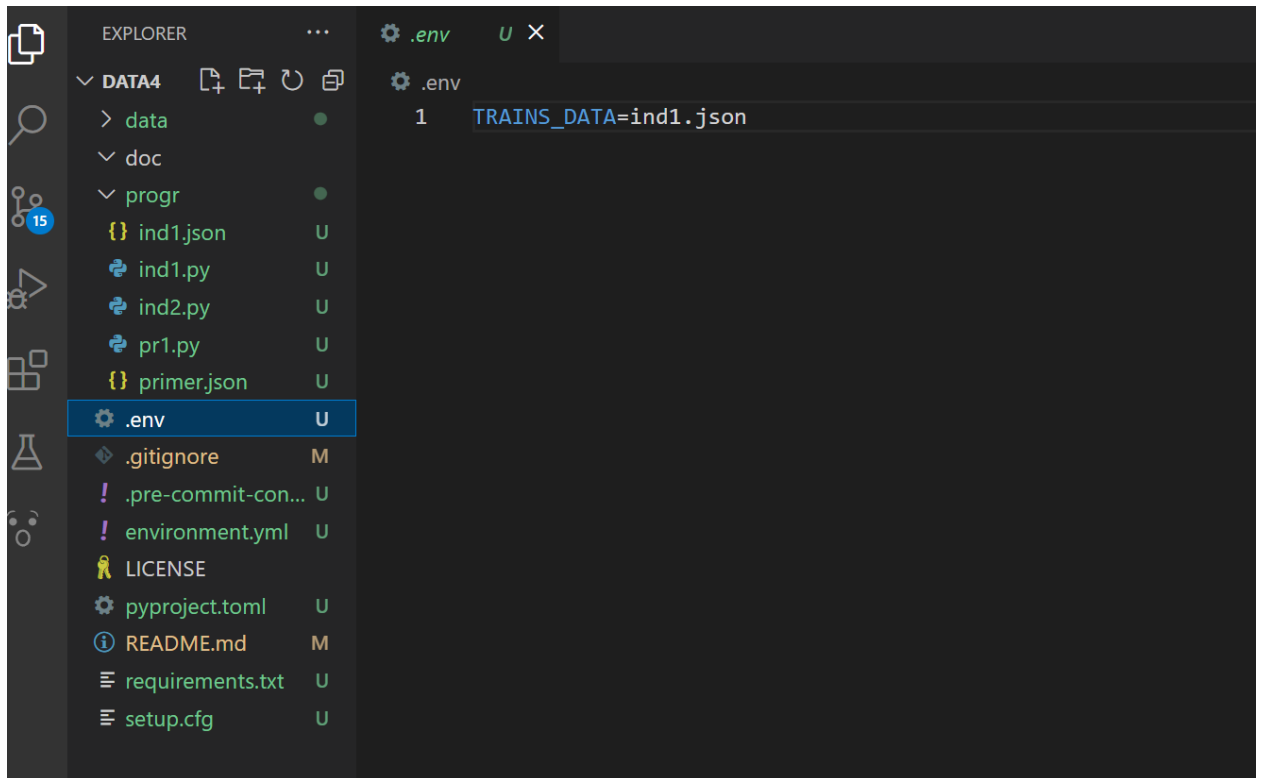 EXPLORER ...
.env U
DATA4
.env
1 TRAINS_DATA=ind1.json
data
doc
progr
15
{} ind1.json U
ind1.py U
ind2.py U
pr1.py U
{} primer.json U
.env U
.gitignore M
! .pre-commit-con... U
! environment.yml U
LICENSE
pyproject.toml U
README.md M
requirements.txt U
setup.cfg U